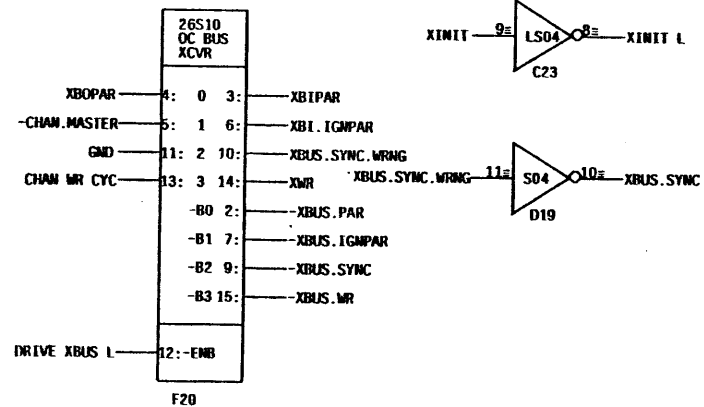 26S10
OC BUS
XCVR
XBOPAR 4: 0 3: XBIPAR
-CHAN.MASTER 5: 1 6: XBI.IGNPAR
GND 11: 2 10: XBUS.SYNC.WRNG
CHAN WR CYC 13: 3 14: XWR
-B0 2: -XBUS.PAR
-B1 7: -XBUS.IGNPAR
-B2 9: -XBUS.SYNC
-B3 15: -XBUS.WR
DRIVE XBUS L 12:-ENB
F20
XINIT 9= LS04 8= XINIT L
C23
XBUS.SYNC.WRNG 11= S04 10= XBUS.SYNC
D19